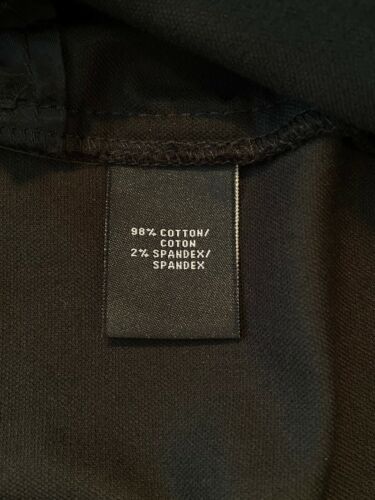 98% COTTON/
COTON
2% SPANDEX/
SPANDEX